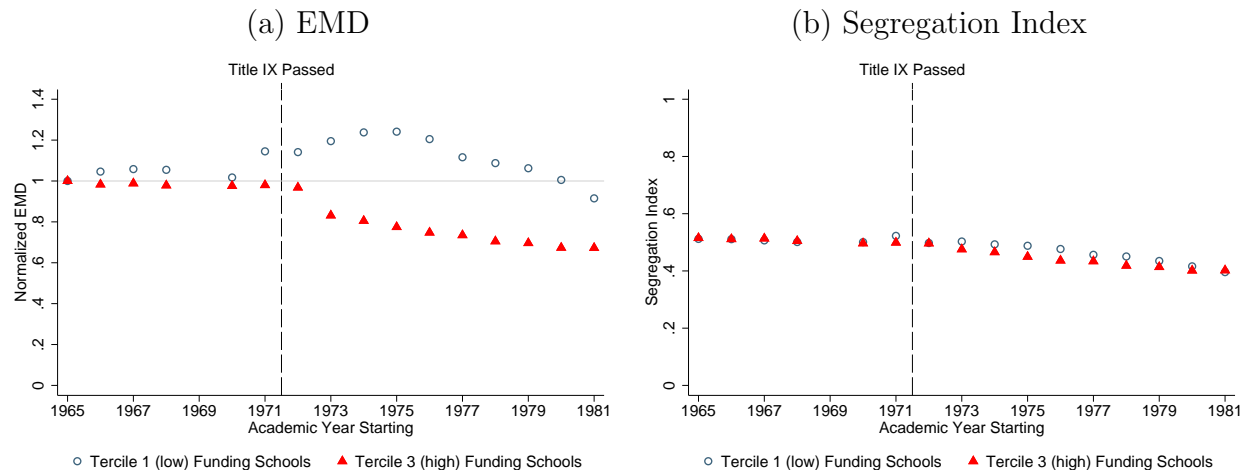 (a) EMD
Title IX Passed
Normalized EMD
0 .2 .4 .6 .8 1 1.2 1.4
1965 1967 1969 1971 1973 1975 1977 1979 1981
Academic Year Starting
Tercile 1 (low) Funding Schools Tercile 3 (high) Funding Schools
(b) Segregation Index
Title IX Passed
Segregation Index
0 .2 .4 .6 .8 1
1965 1967 1969 1971 1973 1975 1977 1979 1981
Academic Year Starting
Tercile 1 (low) Funding Schools Tercile 3 (high) Funding Schools